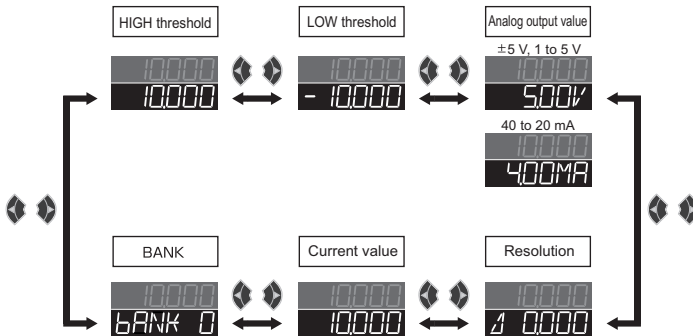 HIGH threshold
LOW threshold
Analog output value
±5 V, 1 to 5 V
10.000
10.000
10.000
10.000
- 10.000
5.00V
40 to 20 mA
10.000
4.00MA
BANK
Current value
Resolution
10.000
10.000
10.000
bANK 0
10.000
⊿ 0.000